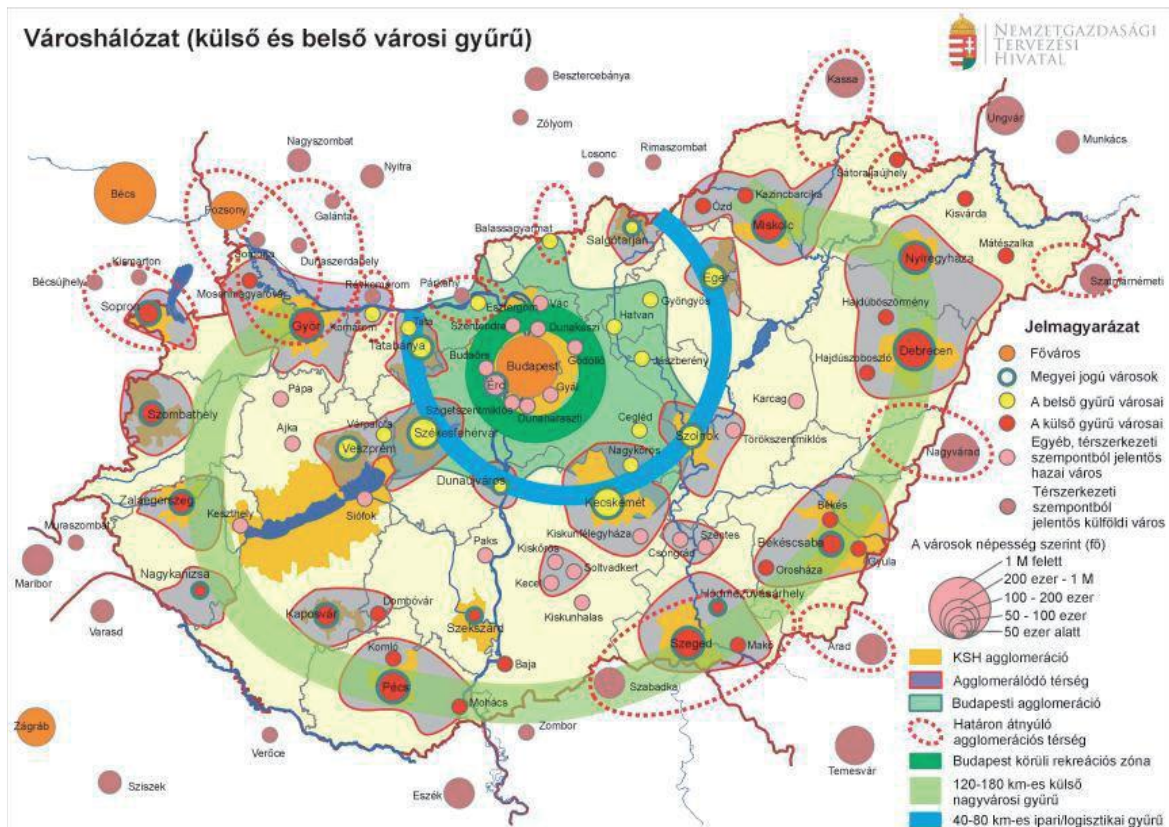 Városhálózat (külső és belső városi gyűrű)
NEMZETGAZDASÁGI
TERVEZÉSI
HIVATAL
Besztercebánya
Kassa
Zólyom
Ungvár
Munkács
Nagyszombat
Nyitra
Losonc
Rimaszombat
Sátoraljaújhely
Bécs
Pozsony
Galánta
Ózd
Kazincbarcika
Kisvárda
Balassagyarmat
Salgótarján
Miskolc
Kismarton
Bécsújhely
Somorja
Dunaszerdahely
Mosonmagyaróvár
Révkomárom
Párkány
Nyíregyháza
Mátészalka
Szatmárnémeti
Sopron
Győr
Komárom
Tata
Esztergom
Vác
Eger
Gyöngyös
Hatvan
Hajdúböszörmény
Tatabánya
Szentendre
Dunakeszi
Budaörs
Gödöllő
Jászberény
Budapest
Érd
Gyál
Hajdúszoboszló
Debrecen
Pápa
Szigetszentmiklós
Dunaharaszti
Szombathely
Ajka
Várpalota
Székesfehérvár
Veszprém
Cegléd
Szolnok
Karcag
Törökszentmiklós
Nagykőrös
Nagyvárad
Dunaújváros
Kecskemét
Zalaegerszeg
Keszthely
Siófok
Muraszombat
Maribor
Paks
Kiskunfélegyháza
Kiskőrös
Soltvadkert
Kecel
Csongrád
Szentes
Békés
Békéscsaba
Gyula
Orosháza
Nagykanizsa
Kiskunhalas
Hódmezővásárhely
Varasd
Kaposvár
Dombóvár
Szekszárd
Komló
Baja
Szeged
Makó
Arad
Pécs
Mohács
Szabadka
Zágráb
Verőce
Zombor
Temesvár
Sziszek
Eszék
Jelmagyarázat
Főváros
Megyei jogú városok
A belső gyűrű városai
A külső gyűrű városai
Egyéb, térszerkezeti
szempontból jelentős
hazai város
Térszerkezeti
szempontból
jelentős külföldi város
A városok népesség szerint (fő)
1 M felett
200 ezer - 1 M
100 - 200 ezer
50 - 100 ezer
50 ezer alatt
KSH agglomeráció
Agglomerálódó térség
Budapesti agglomeráció
Határon átnyúló
agglomerációs térség
Budapest körüli rekreációs zóna
120-180 km-es külső
nagyvárosi gyűrű
40-80 km-es ipari/logisztikai gyűrű